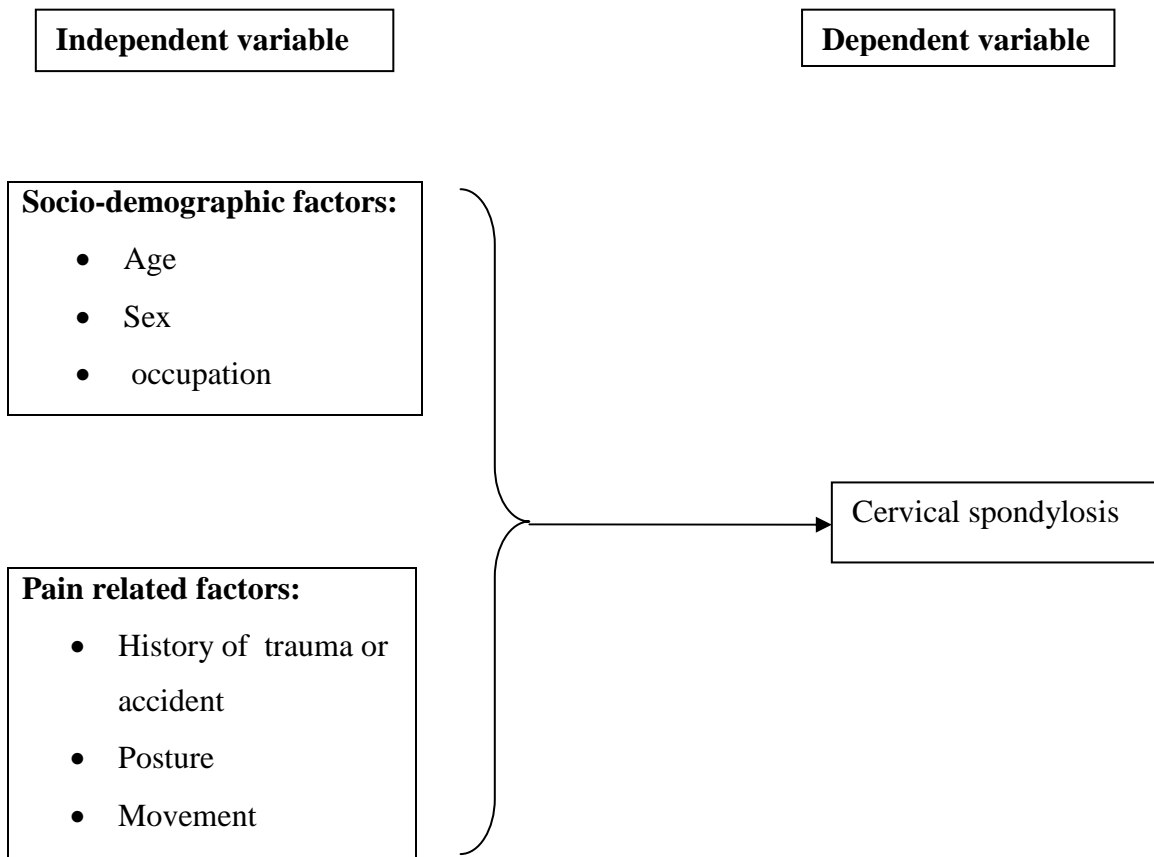 Independent variable
Dependent variable
Socio-demographic factors:
• Age
• Sex
• occupation
Cervical spondylosis
Pain related factors:
• History of trauma or
accident
• Posture
• Movement